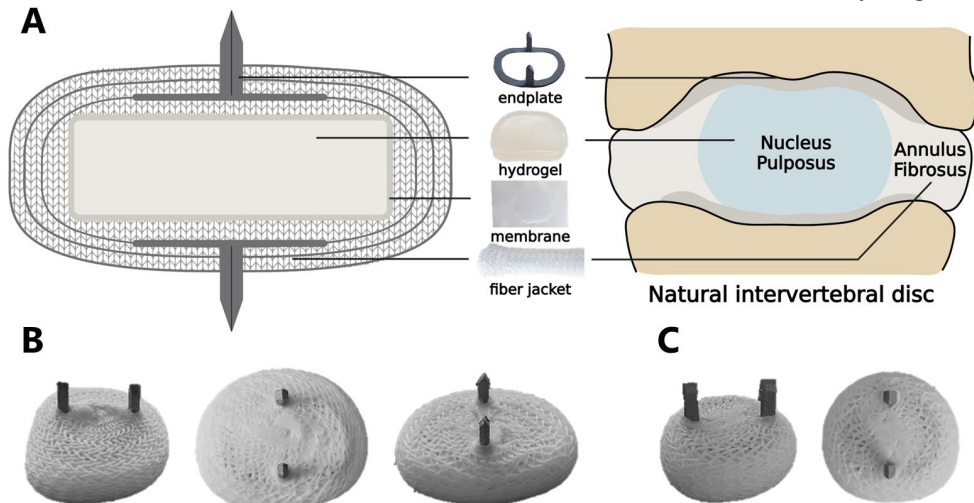 A
endplate
hydrogel
membrane
fiber jacket
Nucleus
Pulposus
Annulus
Fibrosus
Natural intervertebral disc
B
C